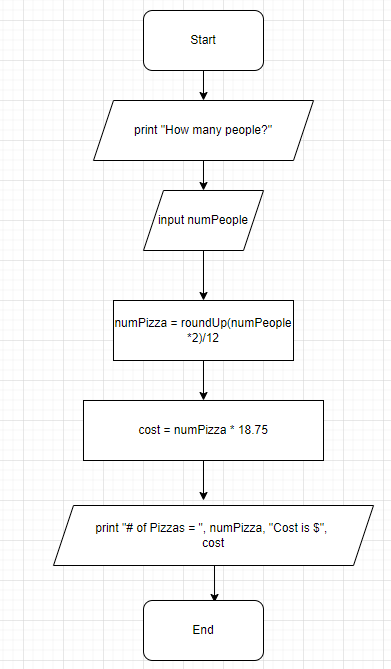 Start
print "How many people?"
input numPeople
numPizza = roundUp(numPeople
*2)/12
cost = numPizza * 18.75
print "# of Pizzas = ", numPizza, "Cost is $",
cost
End